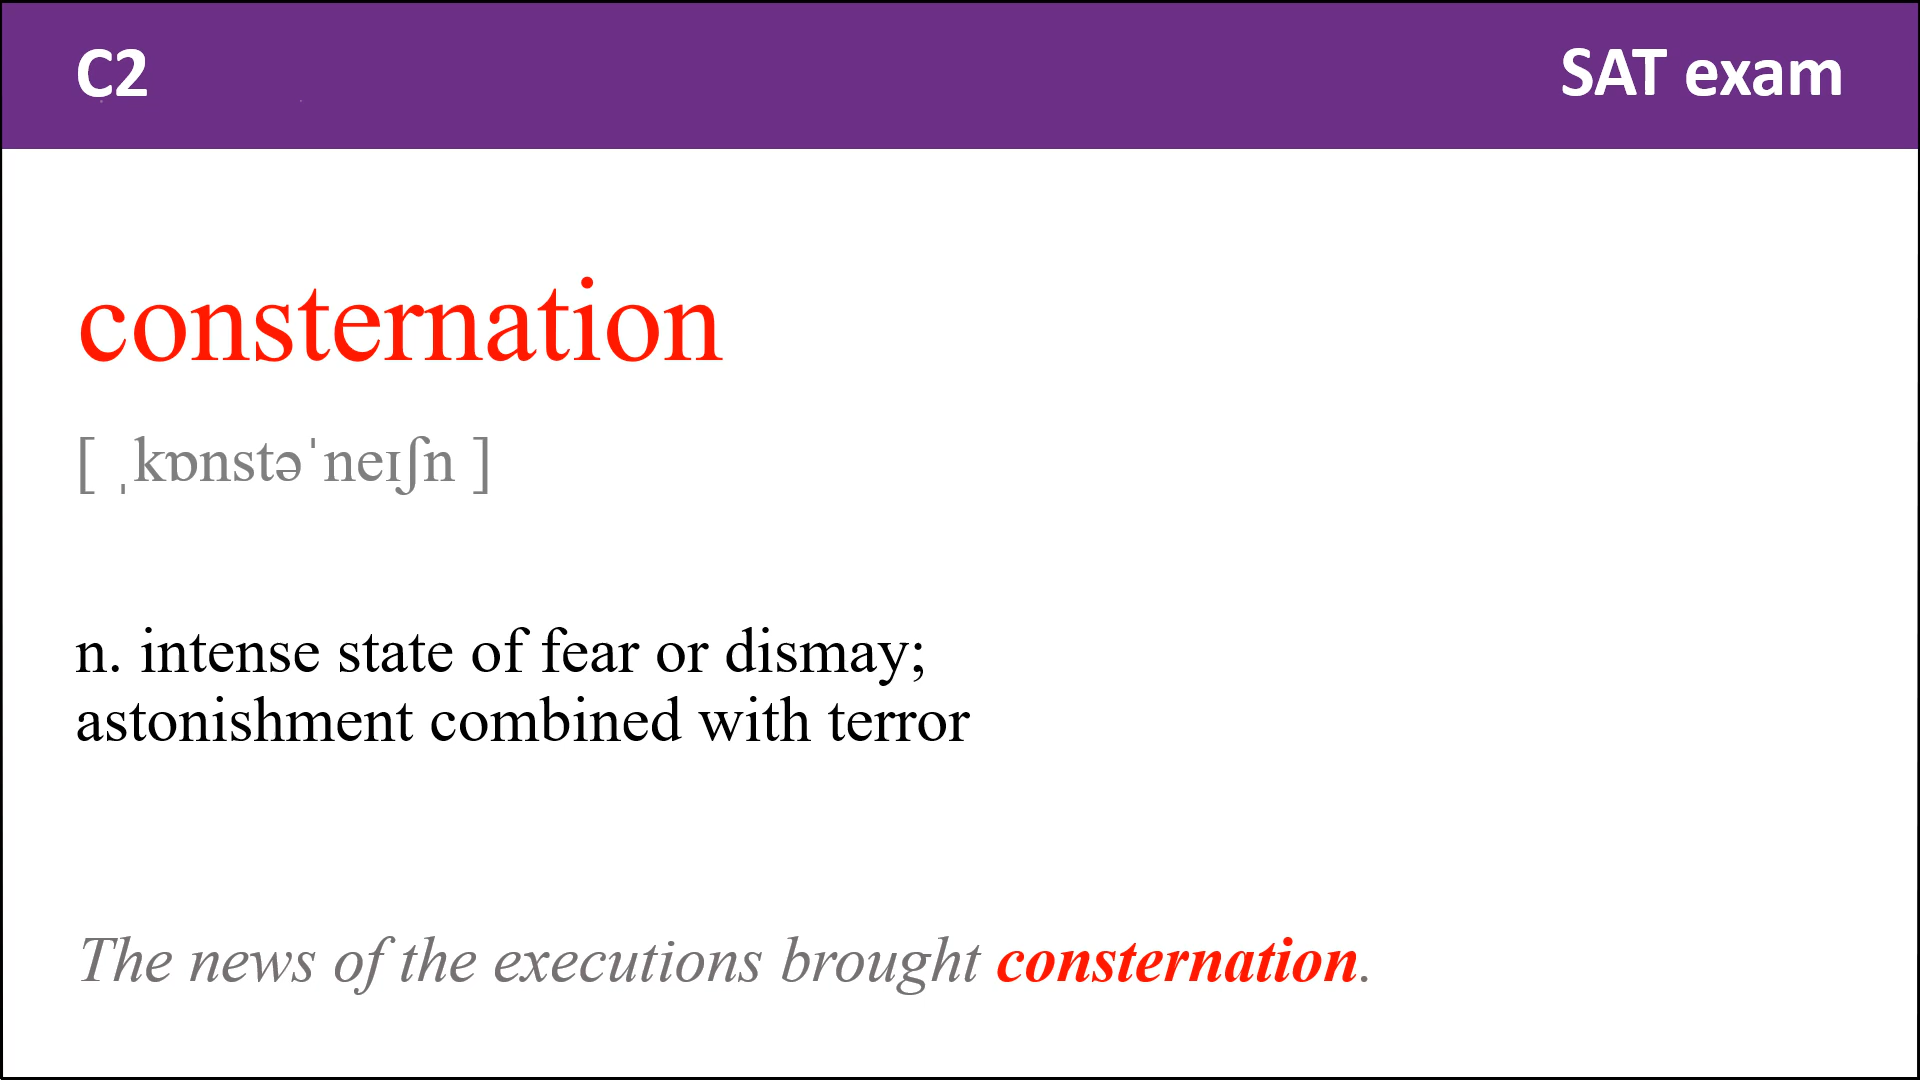 C2
SAT exam
consternation
[ ˌkɒnstəˈneɪʃn ]
n. intense state of fear or dismay;
astonishment combined with terror
The news of the executions brought consternation.